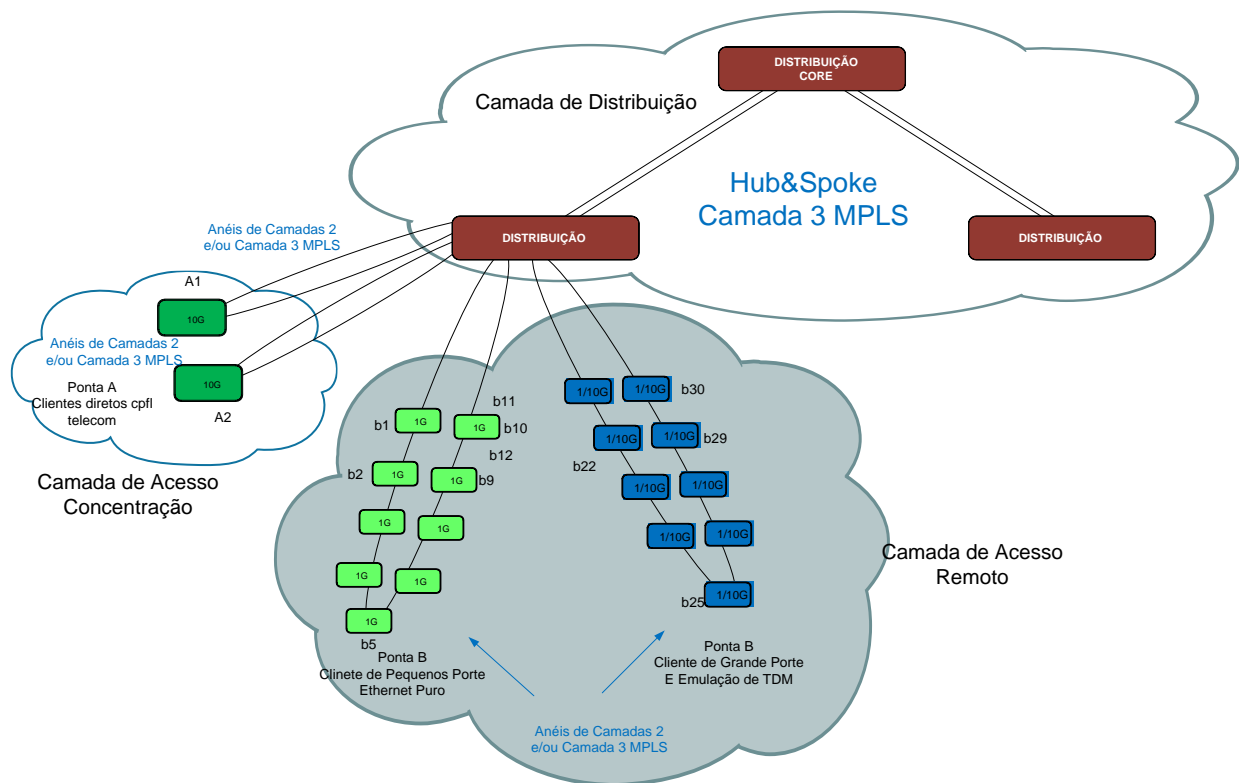 DISTRIBUIÇÃO
CORE
Camada de Distribuição
Hub&Spoke
Camada 3 MPLS
Anéis de Camadas 2
e/ou Camada 3 MPLS
DISTRIBUIÇÃO
DISTRIBUIÇÃO
A1
10G
Anéis de Camadas 2
e/ou Camada 3 MPLS
10G
Ponta A
Clientes diretos cpfl
telecom
A2
Camada de Acesso
Concentração
b1
1G
b11
1G
b10
b12
b2
1G
1G
b9
1G
1G
1G
1G
1G
b5
1/10G
1/10G
b30
1/10G
1/10G
b29
b22
1/10G
1/10G
1/10G
1/10G
b25
1/10G
Camada de Acesso
Remoto
Ponta B
Clinete de Pequenos Porte
Ethernet Puro
Ponta B
Cliente de Grande Porte
E Emulação de TDM
Anéis de Camadas 2
e/ou Camada 3 MPLS